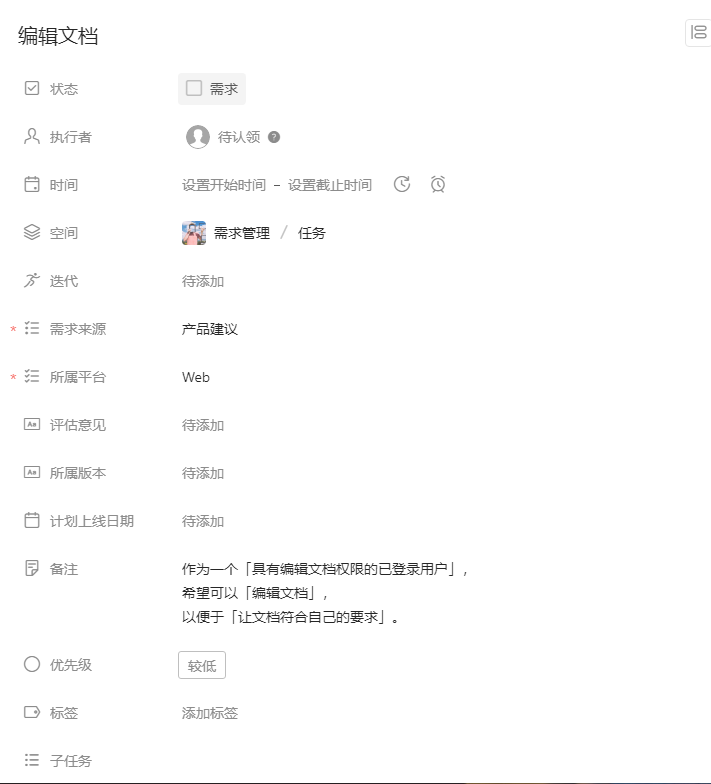 编辑文档
状态 需求
执行者 待认领 ?
时间 设置开始时间 – 设置截止时间
空间 需求管理 / 任务
迭代 待添加
* 需求来源 产品建议
* 所属平台 Web
评估意见 待添加
所属版本 待添加
计划上线日期 待添加
备注 作为一个「具有编辑文档权限的已登录用户」，
希望可以「编辑文档」，
以便于「让文档符合自己的要求」。
优先级 较低
标签 添加标签
子任务